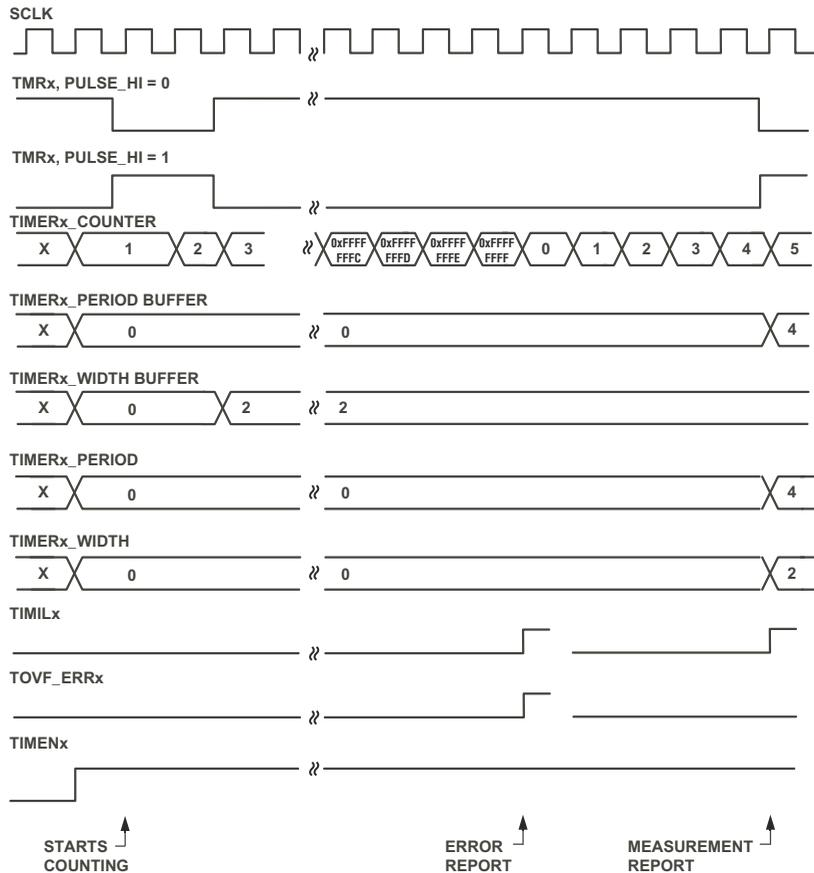 SCLK
TMRx, PULSE_HI = 0
TMRx, PULSE_HI = 1
TIMERx_COUNTER
X 1 2 3 0xFFFF FFFC 0xFFFF FFFD 0xFFFF FFFE 0xFFFF FFFF 0 1 2 3 4 5
TIMERx_PERIOD BUFFER
X 0 0 4
TIMERx_WIDTH BUFFER
X 0 2 2
TIMERx_PERIOD
X 0 0 4
TIMERx_WIDTH
X 0 0 2
TIMILx
TOVF_ERRx
TIMENx
STARTS
COUNTING
ERROR
REPORT
MEASUREMENT
REPORT